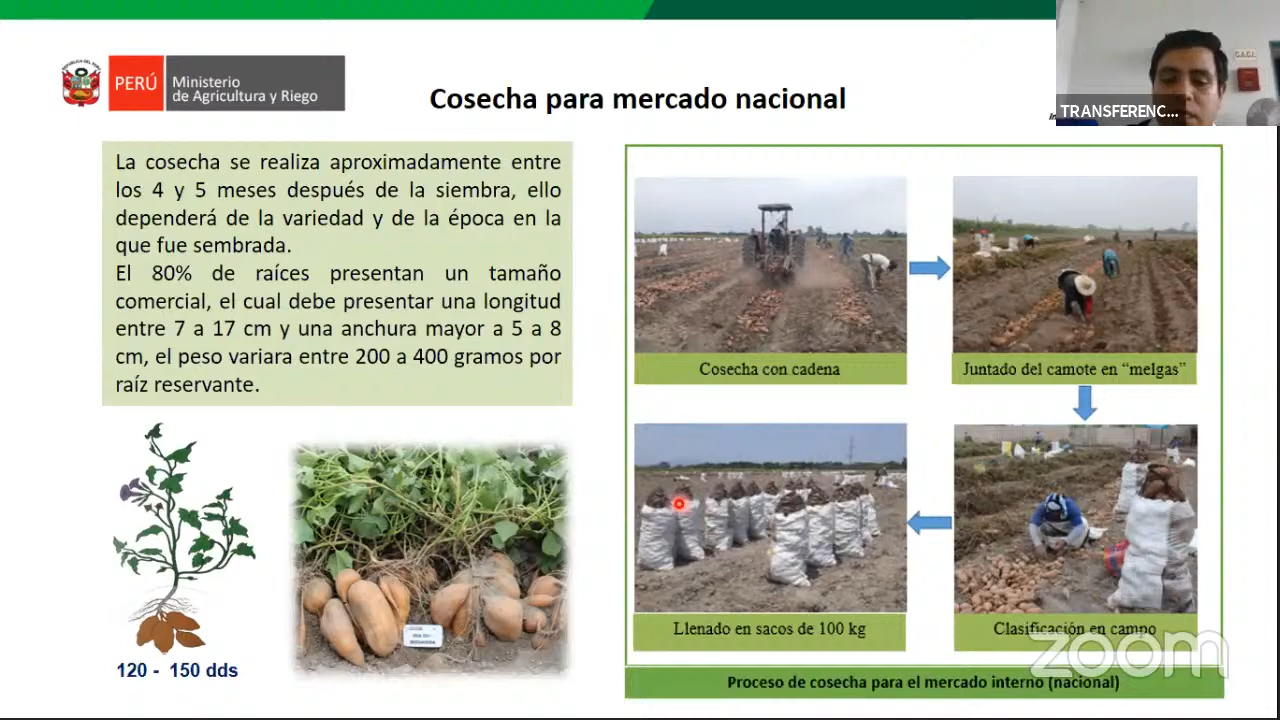 PERÚ
Ministerio
de Agricultura y Riego
Cosecha para mercado nacional
C.A.C.I.
TRANSFERENC...
La cosecha se realiza aproximadamente entre
los 4 y 5 meses después de la siembra, ello
dependerá de la variedad y de la época en la
que fue sembrada.
El 80% de raíces presentan un tamaño
comercial, el cual debe presentar una longitud
entre 7 a 17 cm y una anchura mayor a 5 a 8
cm, el peso variara entre 200 a 400 gramos por
raíz reservante.
Cosecha con cadena
Juntado del camote en “melgas”
Llenado en sacos de 100 kg
Clasificación en campo
120 - 150 dds
Proceso de cosecha para el mercado interno (nacional)
zoom